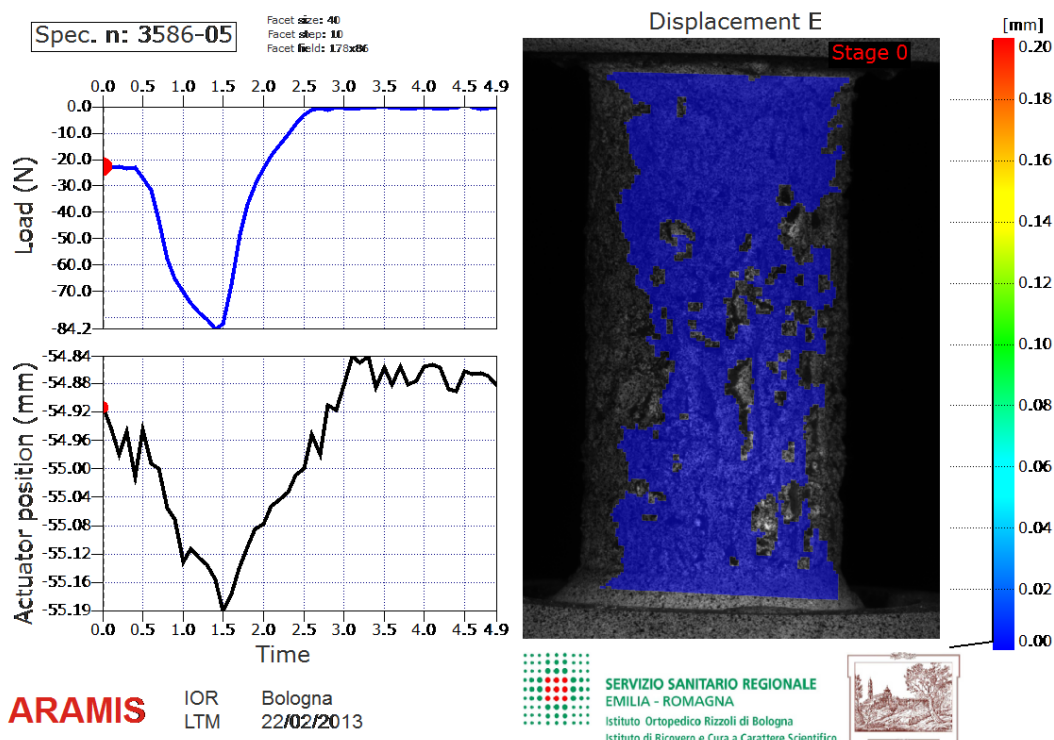 Spec. n: 3586-05
Facet size: 40
Facet step: 10
Facet field: 178x86
Displacement E
Stage 0
[mm]
0.0 0.5 1.0 1.5 2.0 2.5 3.0 3.5 4.0 4.5 4.9
0.0
-10.0
-20.0
-30.0
-40.0
-50.0
-60.0
-70.0
-84.2
Load (N)
-54.84
-54.88
-54.92
-54.96
-55.00
-55.04
-55.08
-55.12
-55.16
-55.19
Actuator position (mm)
0.0 0.5 1.0 1.5 2.0 2.5 3.0 3.5 4.0 4.5 4.9
Time
0.20
0.18
0.16
0.14
0.12
0.10
0.08
0.06
0.04
0.02
0.00
ARAMIS
IOR Bologna
LTM 22/02/2013
SERVIZIO SANITARIO REGIONALE
EMILIA - ROMAGNA
Istituto Ortopedico Rizzoli di Bologna
Istituto di Ricovero e Cura a Carattere Scientifico